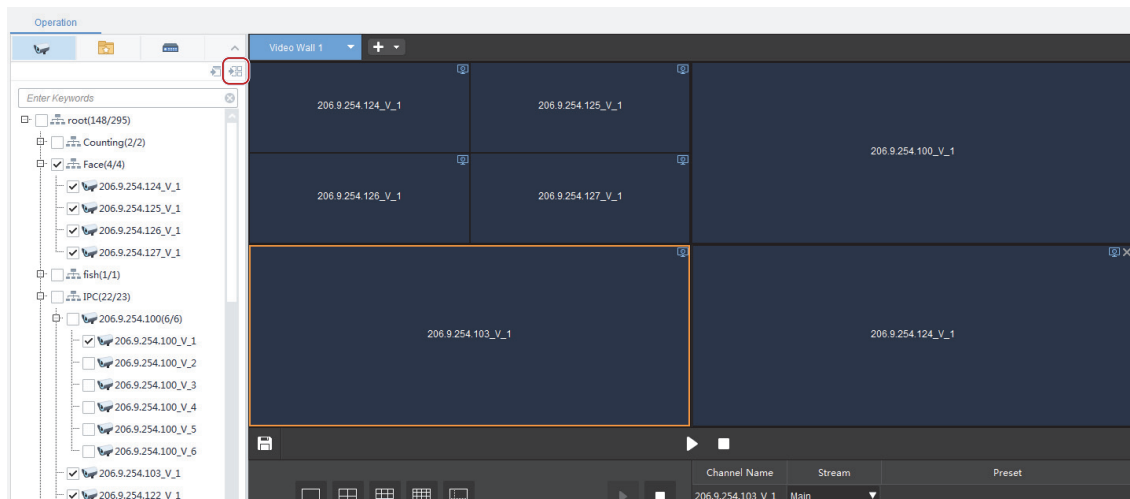 Operation
Video Wall 1
Enter Keywords
root(148/295)
Counting(2/2)
Face(4/4)
206.9.254.124_V_1
206.9.254.125_V_1
206.9.254.126_V_1
206.9.254.127_V_1
fish(1/1)
IPC(22/23)
206.9.254.100(6/6)
206.9.254.100_V_1
206.9.254.100_V_2
206.9.254.100_V_3
206.9.254.100_V_4
206.9.254.100_V_5
206.9.254.100_V_6
206.9.254.103_V_1
206.9.254.122_V_1
206.9.254.124_V_1
206.9.254.125_V_1
206.9.254.100_V_1
206.9.254.126_V_1
206.9.254.127_V_1
206.9.254.103_V_1
206.9.254.124_V_1
Channel Name Stream Preset
206.9.254.103_V_1 Main